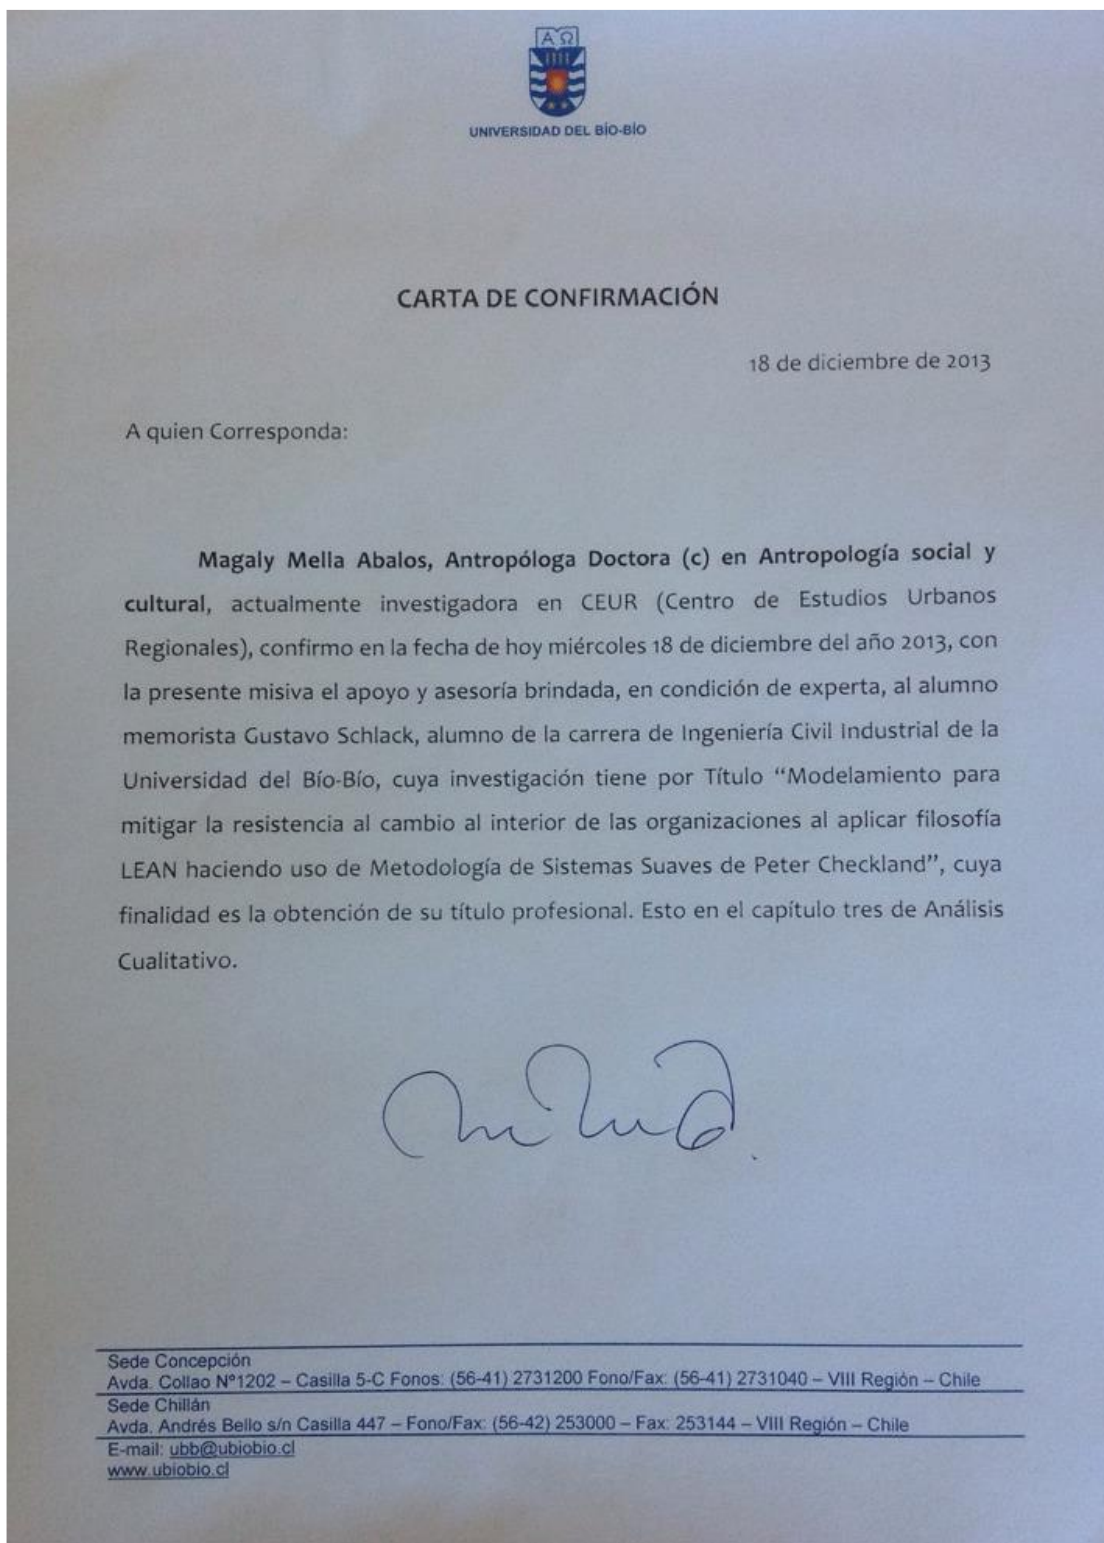 ΑΩ
UNIVERSIDAD DEL BÍO-BÍO
CARTA DE CONFIRMACIÓN
18 de diciembre de 2013
A quien Corresponda:
Magaly Mella Abalos, Antropóloga Doctora (c) en Antropología social y
cultural, actualmente investigadora en CEUR (Centro de Estudios Urbanos
Regionales), confirmo en la fecha de hoy miércoles 18 de diciembre del año 2013, con
la presente misiva el apoyo y asesoría brindada, en condición de experta, al alumno
memorista Gustavo Schlack, alumno de la carrera de Ingeniería Civil Industrial de la
Universidad del Bío-Bío, cuya investigación tiene por Título “Modelamiento para
mitigar la resistencia al cambio al interior de las organizaciones al aplicar filosofía
LEAN haciendo uso de Metodología de Sistemas Suaves de Peter Checkland”, cuya
finalidad es la obtención de su título profesional. Esto en el capítulo tres de Análisis
Cualitativo.
Sede Concepción
Avda. Collao Nº1202 – Casilla 5-C Fonos: (56-41) 2731200 Fono/Fax: (56-41) 2731040 – VIII Región – Chile
Sede Chillán
Avda. Andrés Bello s/n Casilla 447 – Fono/Fax: (56-42) 253000 – Fax: 253144 – VIII Región – Chile
E-mail: ubb@ubiobio.cl
www.ubiobio.cl